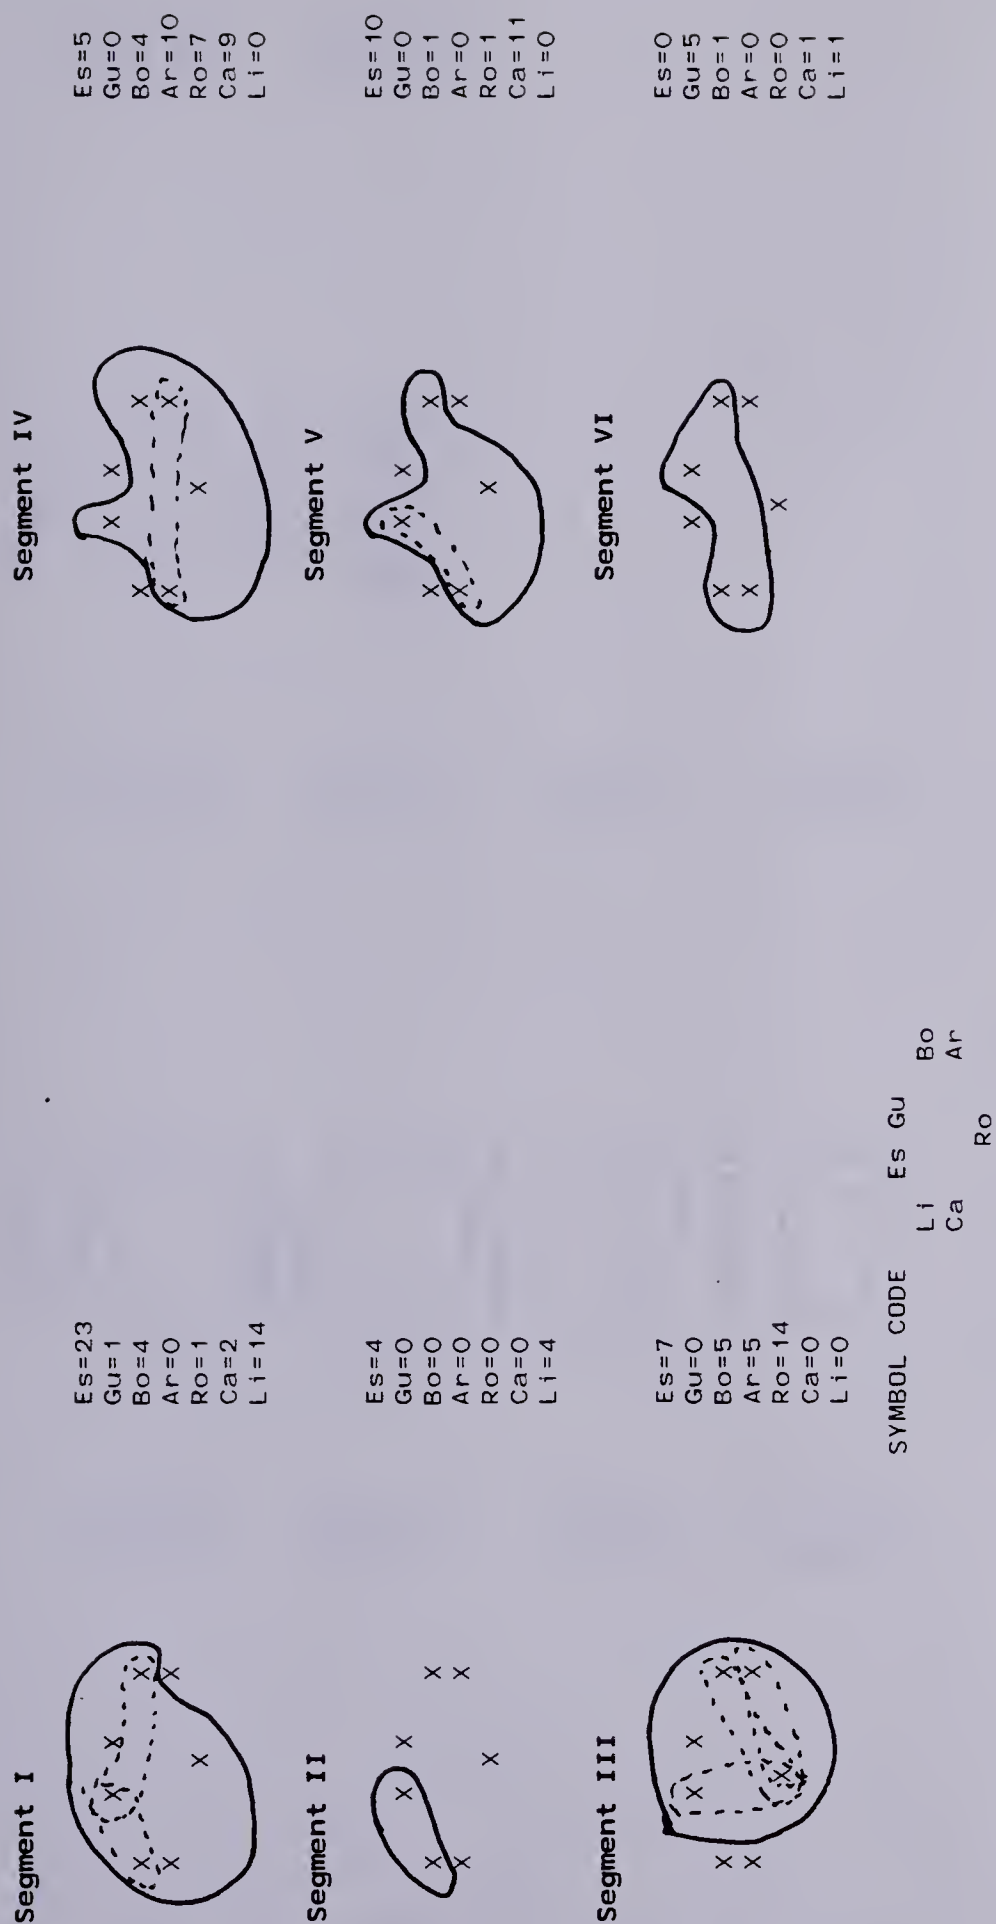 Segment I
Es=23
Gu=1
Bo=4
Ar=0
Ro=1
Ca=2
Li=14
X X
X X
X X
X
Segment II
Es=4
Gu=0
Bo=0
Ar=0
Ro=0
Ca=0
Li=4
X X
X X
X X
X
Segment III
Es=7
Gu=0
Bo=5
Ar=5
Ro=14
Ca=0
Li=0
X X
X X
X X
X
Segment IV
Es=5
Gu=0
Bo=4
Ar=10
Ro=7
Ca=9
Li=0
X X
X X
X X
X
Segment V
Es=10
Gu=0
Bo=1
Ar=0
Ro=1
Ca=11
Li=0
X X
X X
X X
X
Segment VI
Es=0
Gu=5
Bo=1
Ar=0
Ro=0
Ca=1
Li=1
X X
X X
X X
X
SYMBOL CODE Es Gu
Li Bo
Ca Ar
Ro